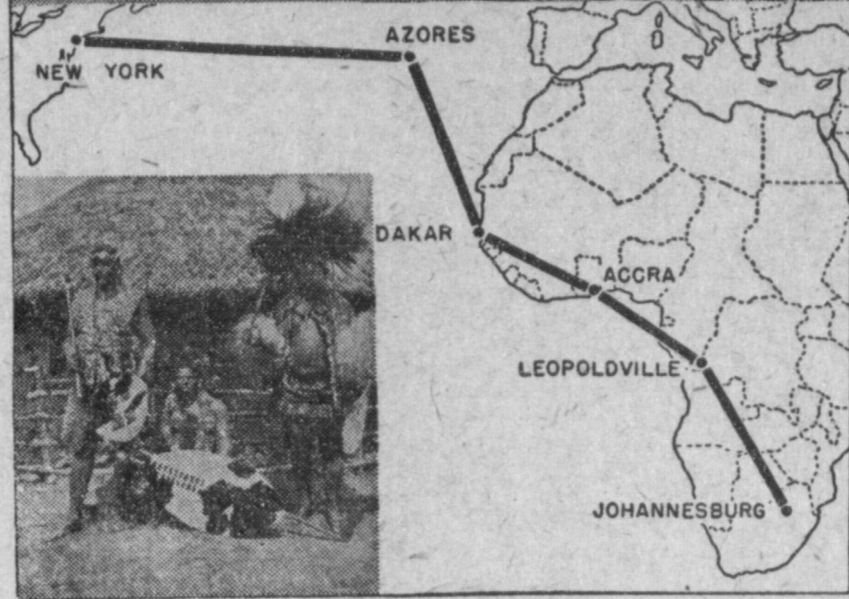 AZORES
NEW YORK
DAKAR
ACCRA
LEOPOLDVILLE
JOHANNESBURG